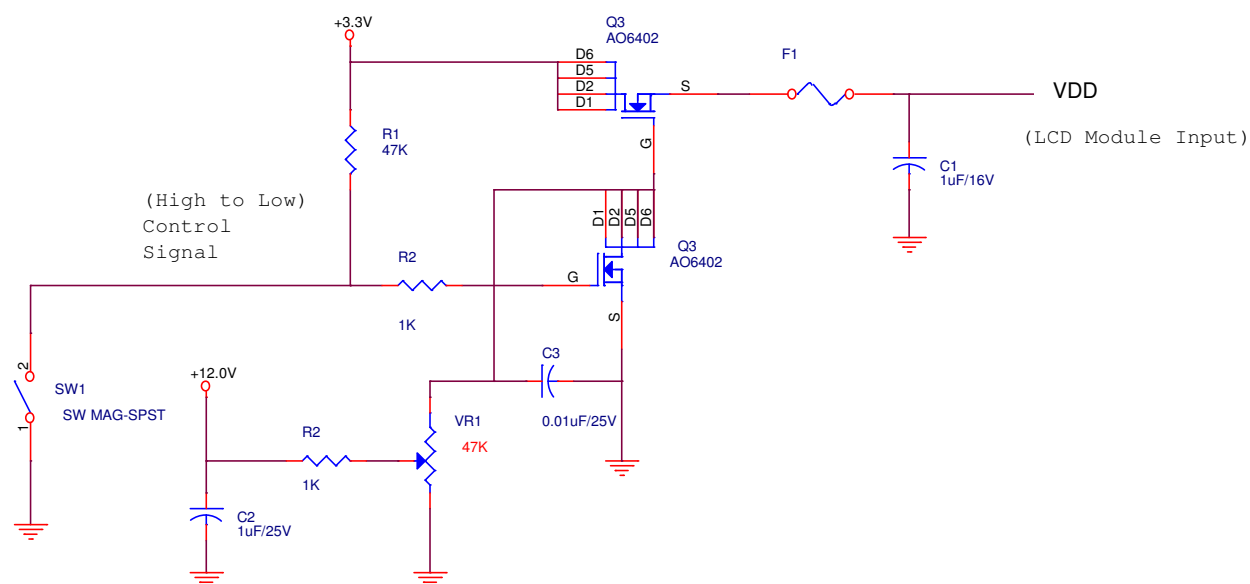 +3.3V
Q3
AO6402
D6
D5
D2
D1
S
G
F1
VDD
(LCD Module Input)
R1
47K
C1
1uF/16V
(High to Low)
Control
Signal
D1
D2
D5
D6
Q3
AO6402
R2
1K
G
S
2
1
SW1
SW MAG-SPST
+12.0V
C3
0.01uF/25V
R2
1K
VR1
47K
C2
1uF/25V